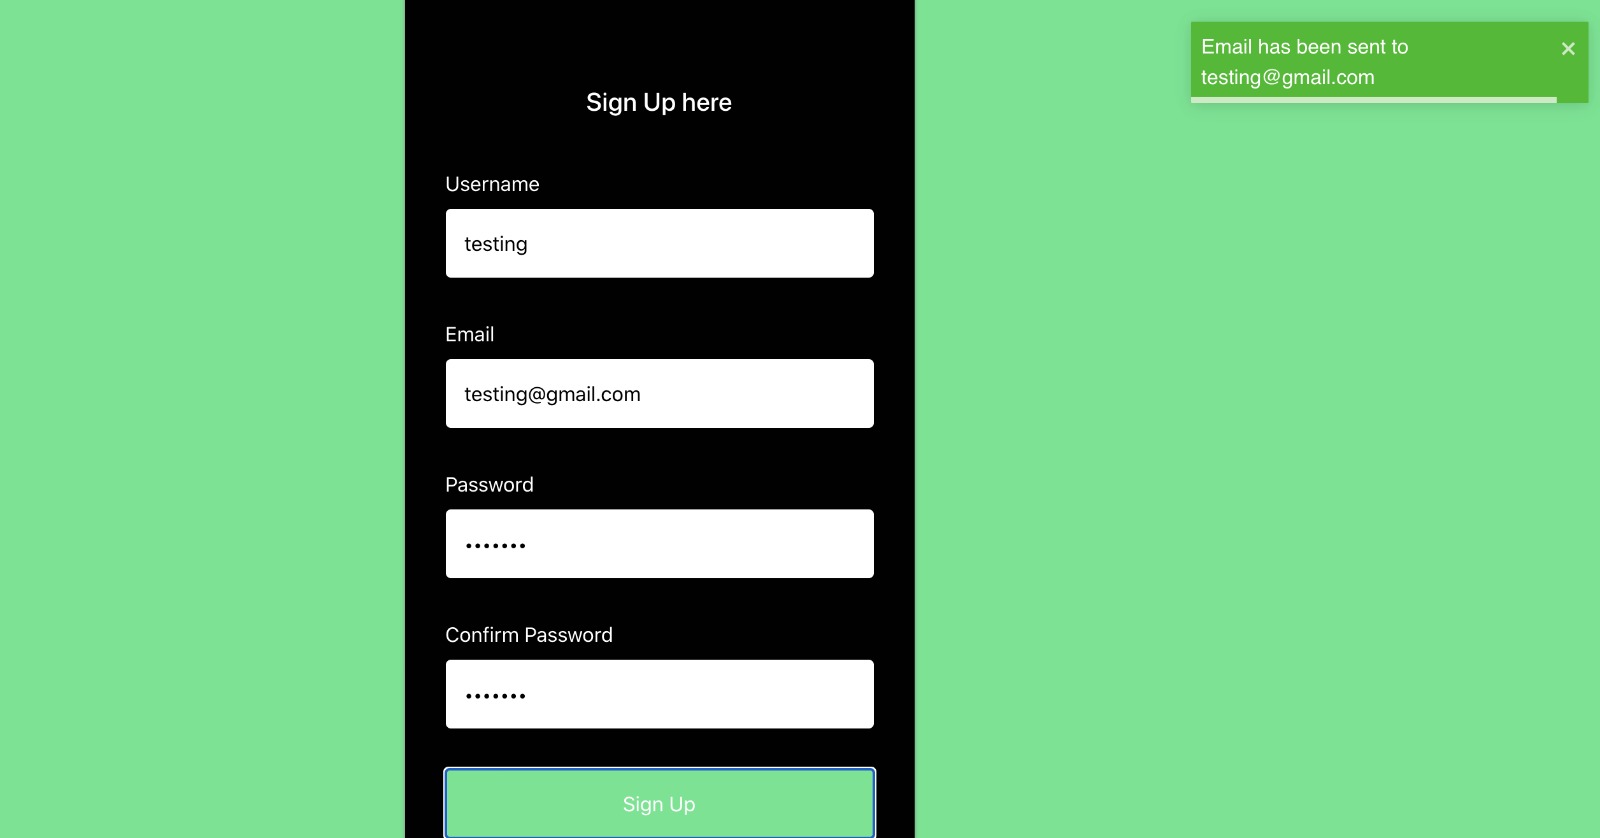 Email has been sent to
testing@gmail.com
Sign Up here
Username
testing
Email
testing@gmail.com
Password
•••••••
Confirm Password
•••••••
Sign Up